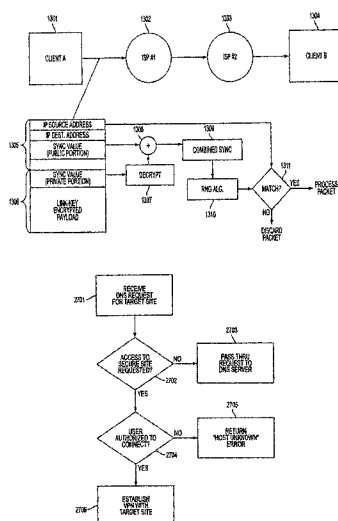 1301
1302
1303
1304
CLIENT A
ISP #1
ISP #2
CLIENT B
IP SOURCE ADDRESS
IP DEST. ADDRESS
SYNC VALUE
(PUBLIC PORTION)
1305
1308
+
1309
COMBINED SYNC
SYNC VALUE
(PRIVATE PORTION)
1306
DECRYPT
1307
LINK-KEY
ENCRYPTED
PAYLOAD
RNG ALG.
1310
1311
MATCH?
YES
PROCESS
PACKET
NO
DISCARD
PACKET
2701
RECEIVE
DNS REQUEST
FOR TARGET SITE
2703
ACCESS TO
SECURE SITE
REQUESTED?
NO
PASS THRU
REQUEST TO
DNS SERVER
2702
YES
2705
USER
AUTHORIZED TO
CONNECT?
NO
RETURN
"HOST UNKNOWN"
ERROR
2704
YES
2706
ESTABLISH
VPN WITH
TARGET SITE